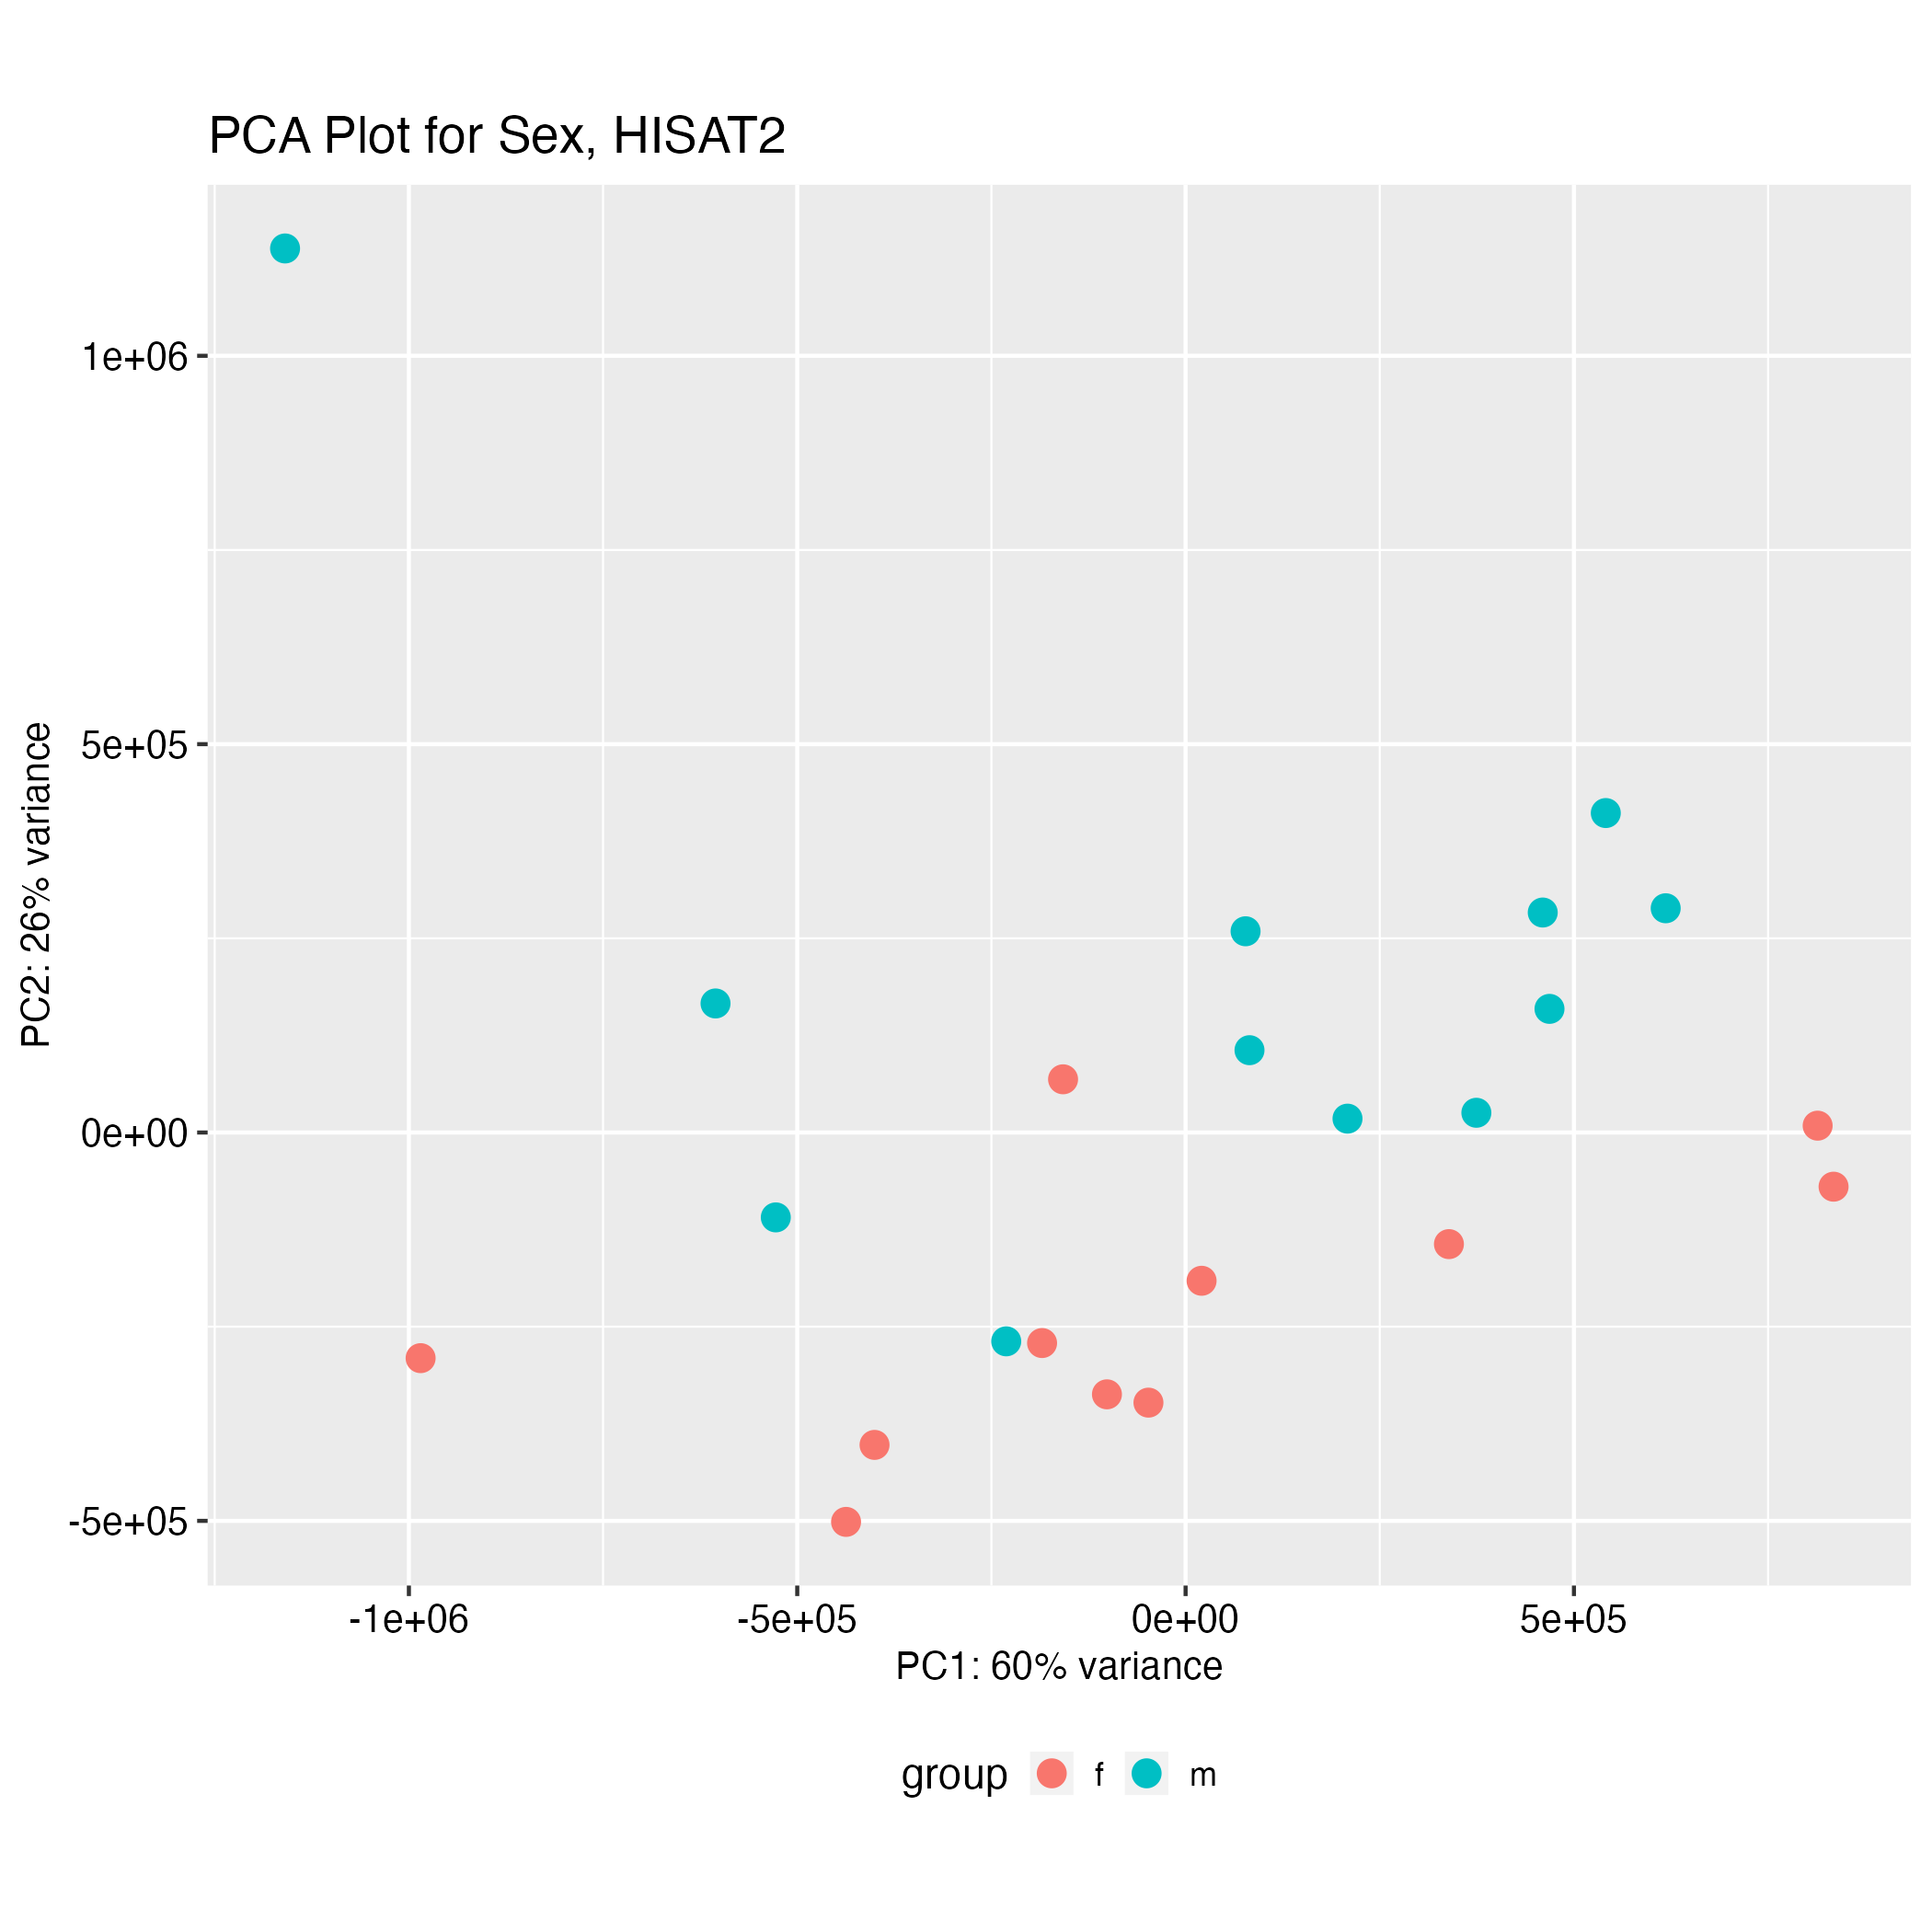 PCA Plot for Sex, HISAT2
1e+06
5e+05
0e+00
-5e+05
PC2: 26% variance
-1e+06 -5e+05 0e+00 5e+05
PC1: 60% variance
group f m